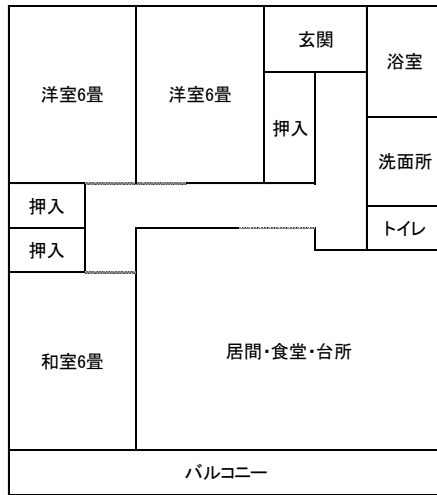 玄関
浴室
洋室6畳
洋室6畳
押入
洗面所
押入
トイレ
押入
和室6畳
居間・食堂・台所
バルコニー